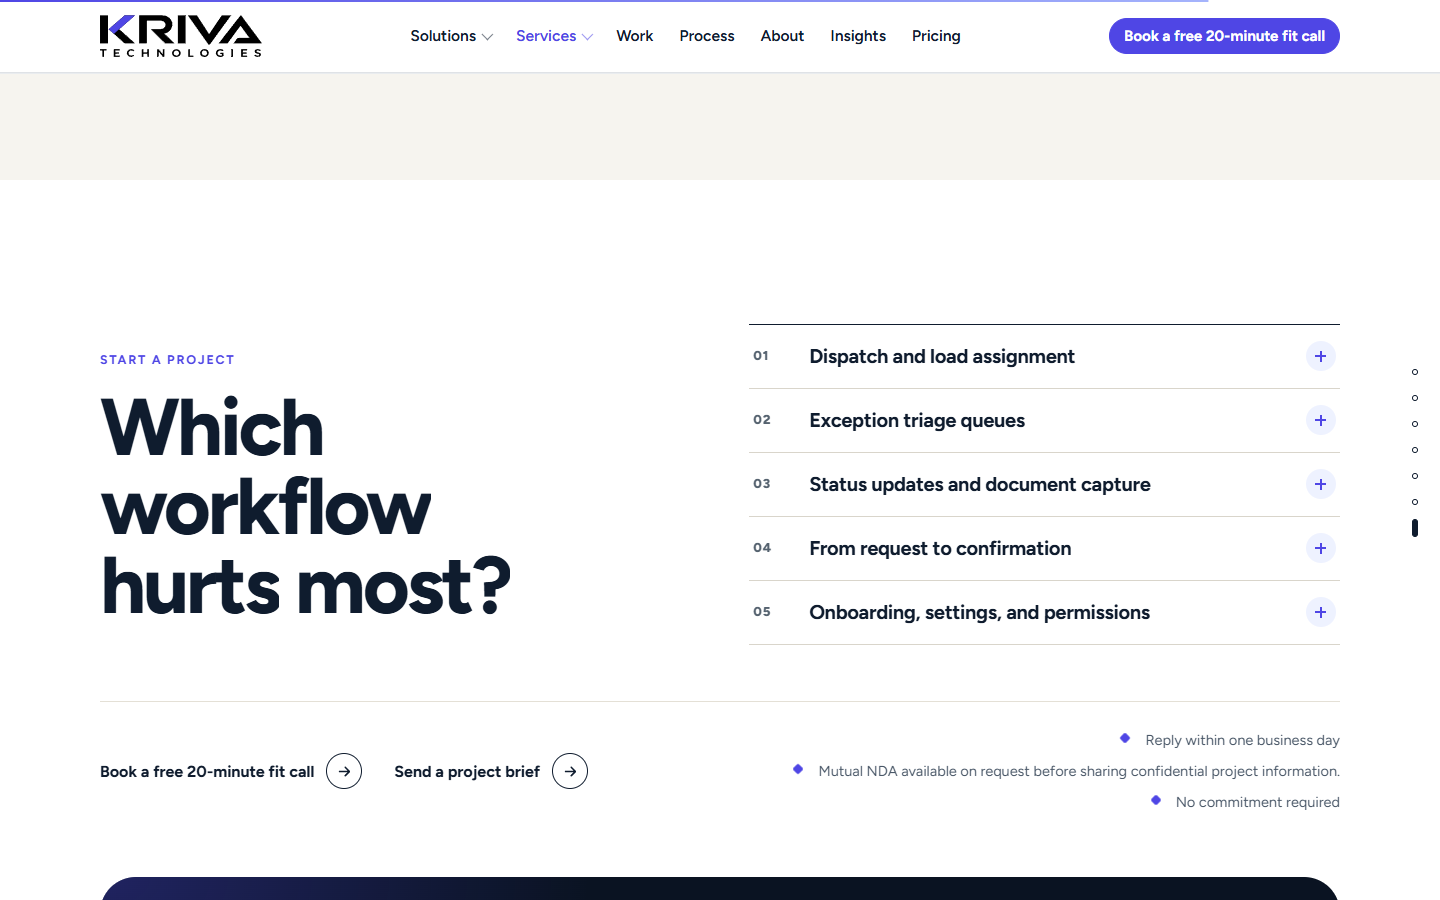 KRIVA
TECHNOLOGIES
Solutions
Services
Work
Process
About
Insights
Pricing
Book a free 20-minute fit call
START A PROJECT
Which
workflow
hurts most?
01 Dispatch and load assignment
02 Exception triage queues
03 Status updates and document capture
04 From request to confirmation
05 Onboarding, settings, and permissions
Book a free 20-minute fit call
Send a project brief
Reply within one business day
Mutual NDA available on request before sharing confidential project information.
No commitment required